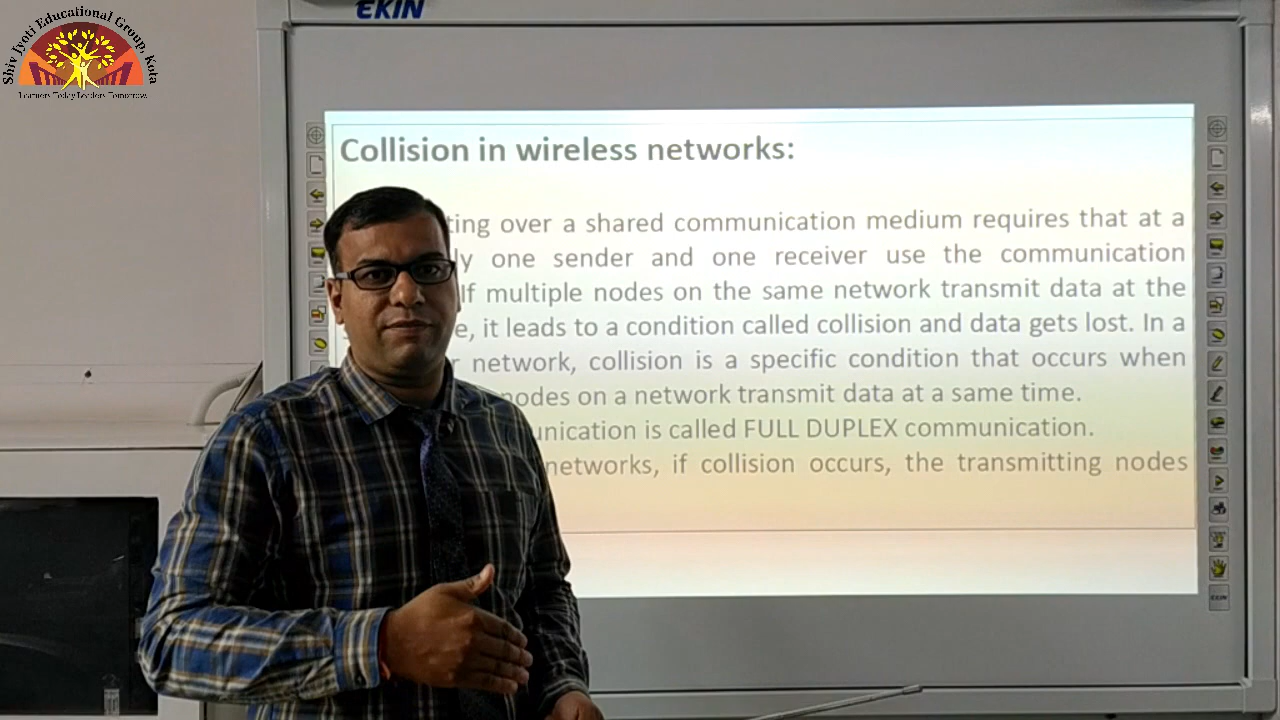 EKIN
Shiv Jyoti Educational Group, Kota
Learners Today Leaders Tomorrow
Collision in wireless networks:
ting over a shared communication medium requires that at a
ly one sender and one receiver use the communication
If multiple nodes on the same network transmit data at the
e, it leads to a condition called collision and data gets lost. In a
r network, collision is a specific condition that occurs when
nodes on a network transmit data at a same time.
unication is called FULL DUPLEX communication.
networks, if collision occurs, the transmitting nodes
EKIN